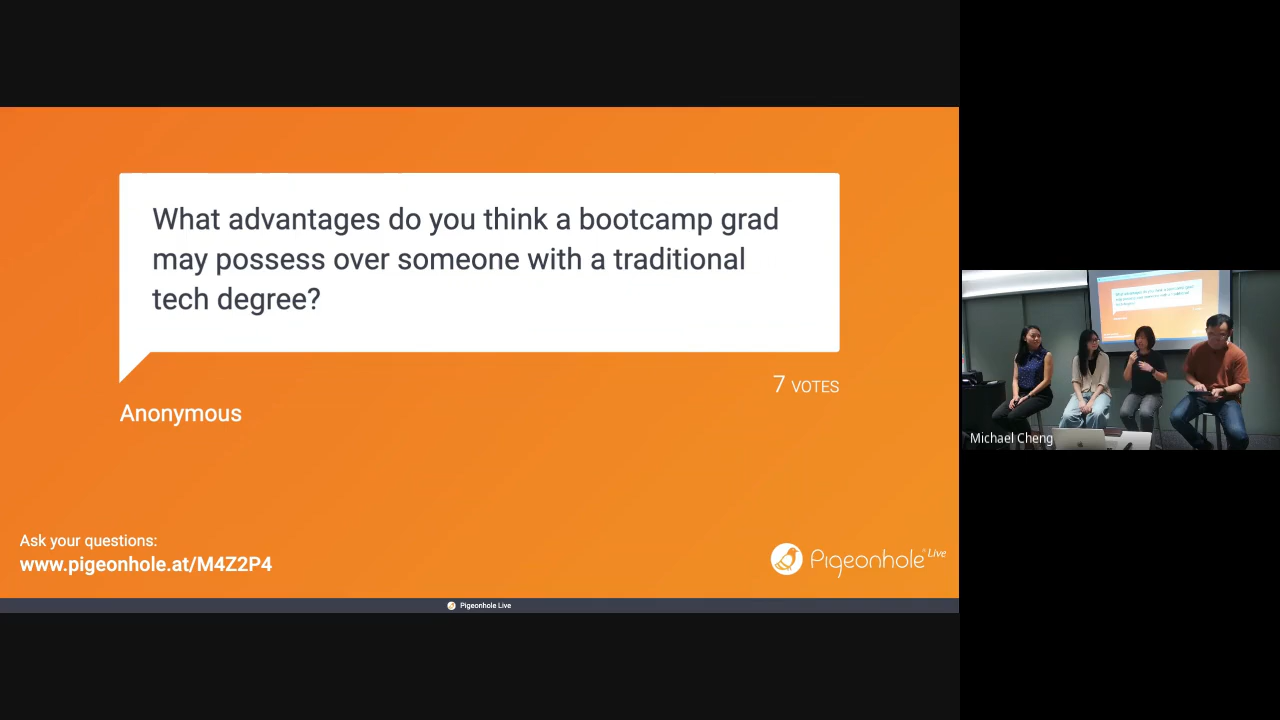 What advantages do you think a bootcamp grad
may possess over someone with a traditional
tech degree?
7 VOTES
Anonymous
Ask your questions:
www.pigeonhole.at/M4Z2P4
Pigeonhole Live
Pigeonhole Live
Michael Cheng